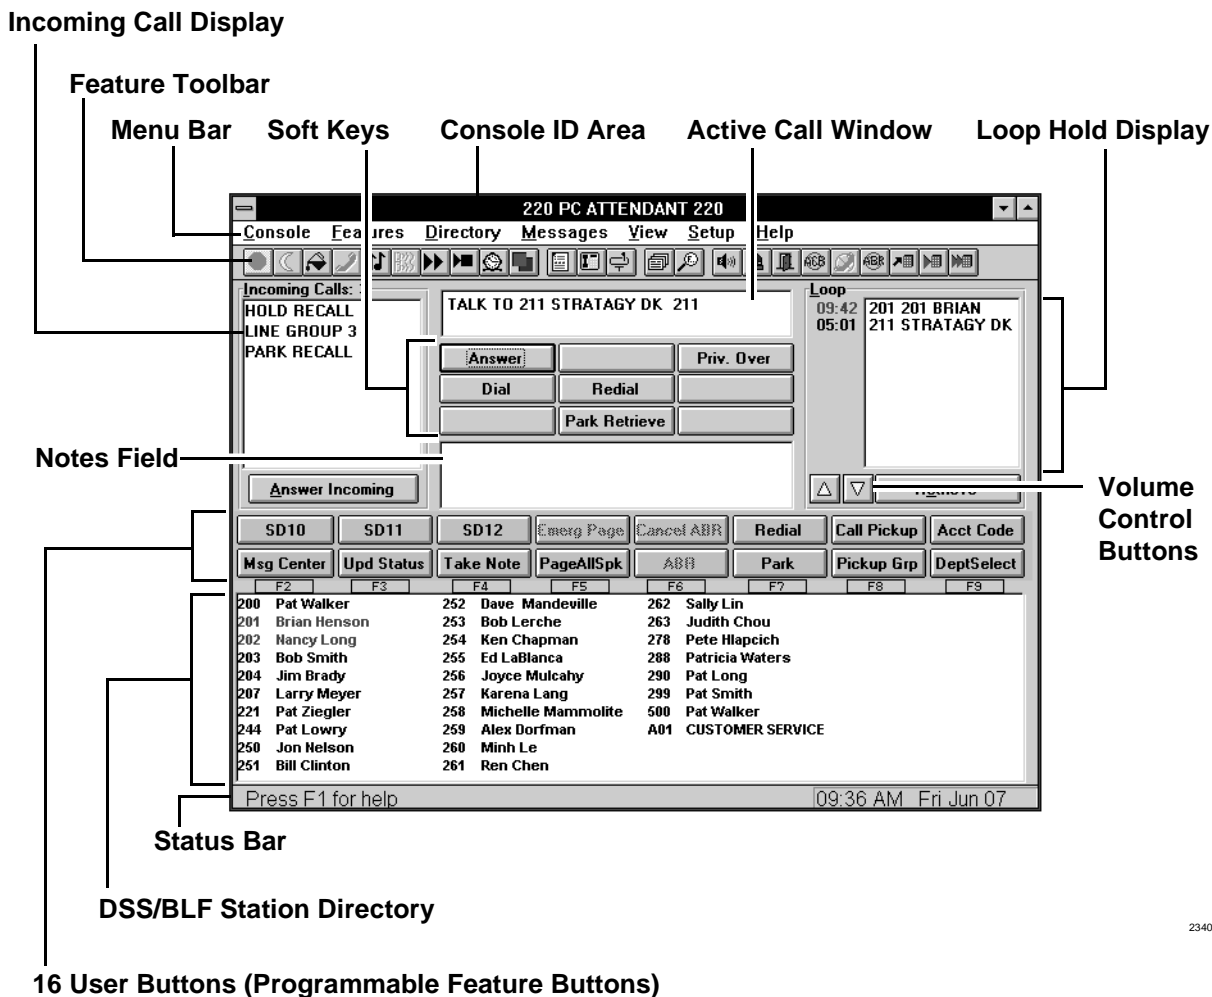 Incoming Call Display
Feature Toolbar
Menu Bar Soft Keys Console ID Area Active Call Window Loop Hold Display
220 PC ATTENDANT 220
Console Features Directory Messages View Setup Help
Incoming Calls:
HOLD RECALL
LINE GROUP 3
PARK RECALL
TALK TO 211 STRATAGY DK 211
Loop
09:42 201 201 BRIAN
05:01 211 STRATAGY DK
Answer Priv. Over
Dial Redial
Park Retrieve
Notes Field
Answer Incoming
Volume
Control
Buttons
SD10 SD11 SD12 Emerg Page Cancel ABR Redial Call Pickup Acct Code
Msg Center Upd Status Take Note PageAllSpk ABR Park Pickup Grp DeptSelect
F2 F3 F4 F5 F6 F7 F8 F9
200 Pat Walker 252 Dave Mandeville 262 Sally Lin
201 Brian Henson 253 Bob Lerche 263 Judith Chou
202 Nancy Long 254 Ken Chapman 278 Pete Hlapcich
203 Bob Smith 255 Ed LaBlanca 288 Patricia Waters
204 Jim Brady 256 Joyce Mulcahy 290 Pat Long
207 Larry Meyer 257 Karena Lang 299 Pat Smith
221 Pat Ziegler 258 Michelle Mammolite 500 Pat Walker
244 Pat Lowry 259 Alex Dorfman A01 CUSTOMER SERVICE
250 Jon Nelson 260 Minh Le
251 Bill Clinton 261 Ren Chen
Press F1 for help 09:36 AM Fri Jun 07
Status Bar
DSS/BLF Station Directory
2340
16 User Buttons (Programmable Feature Buttons)